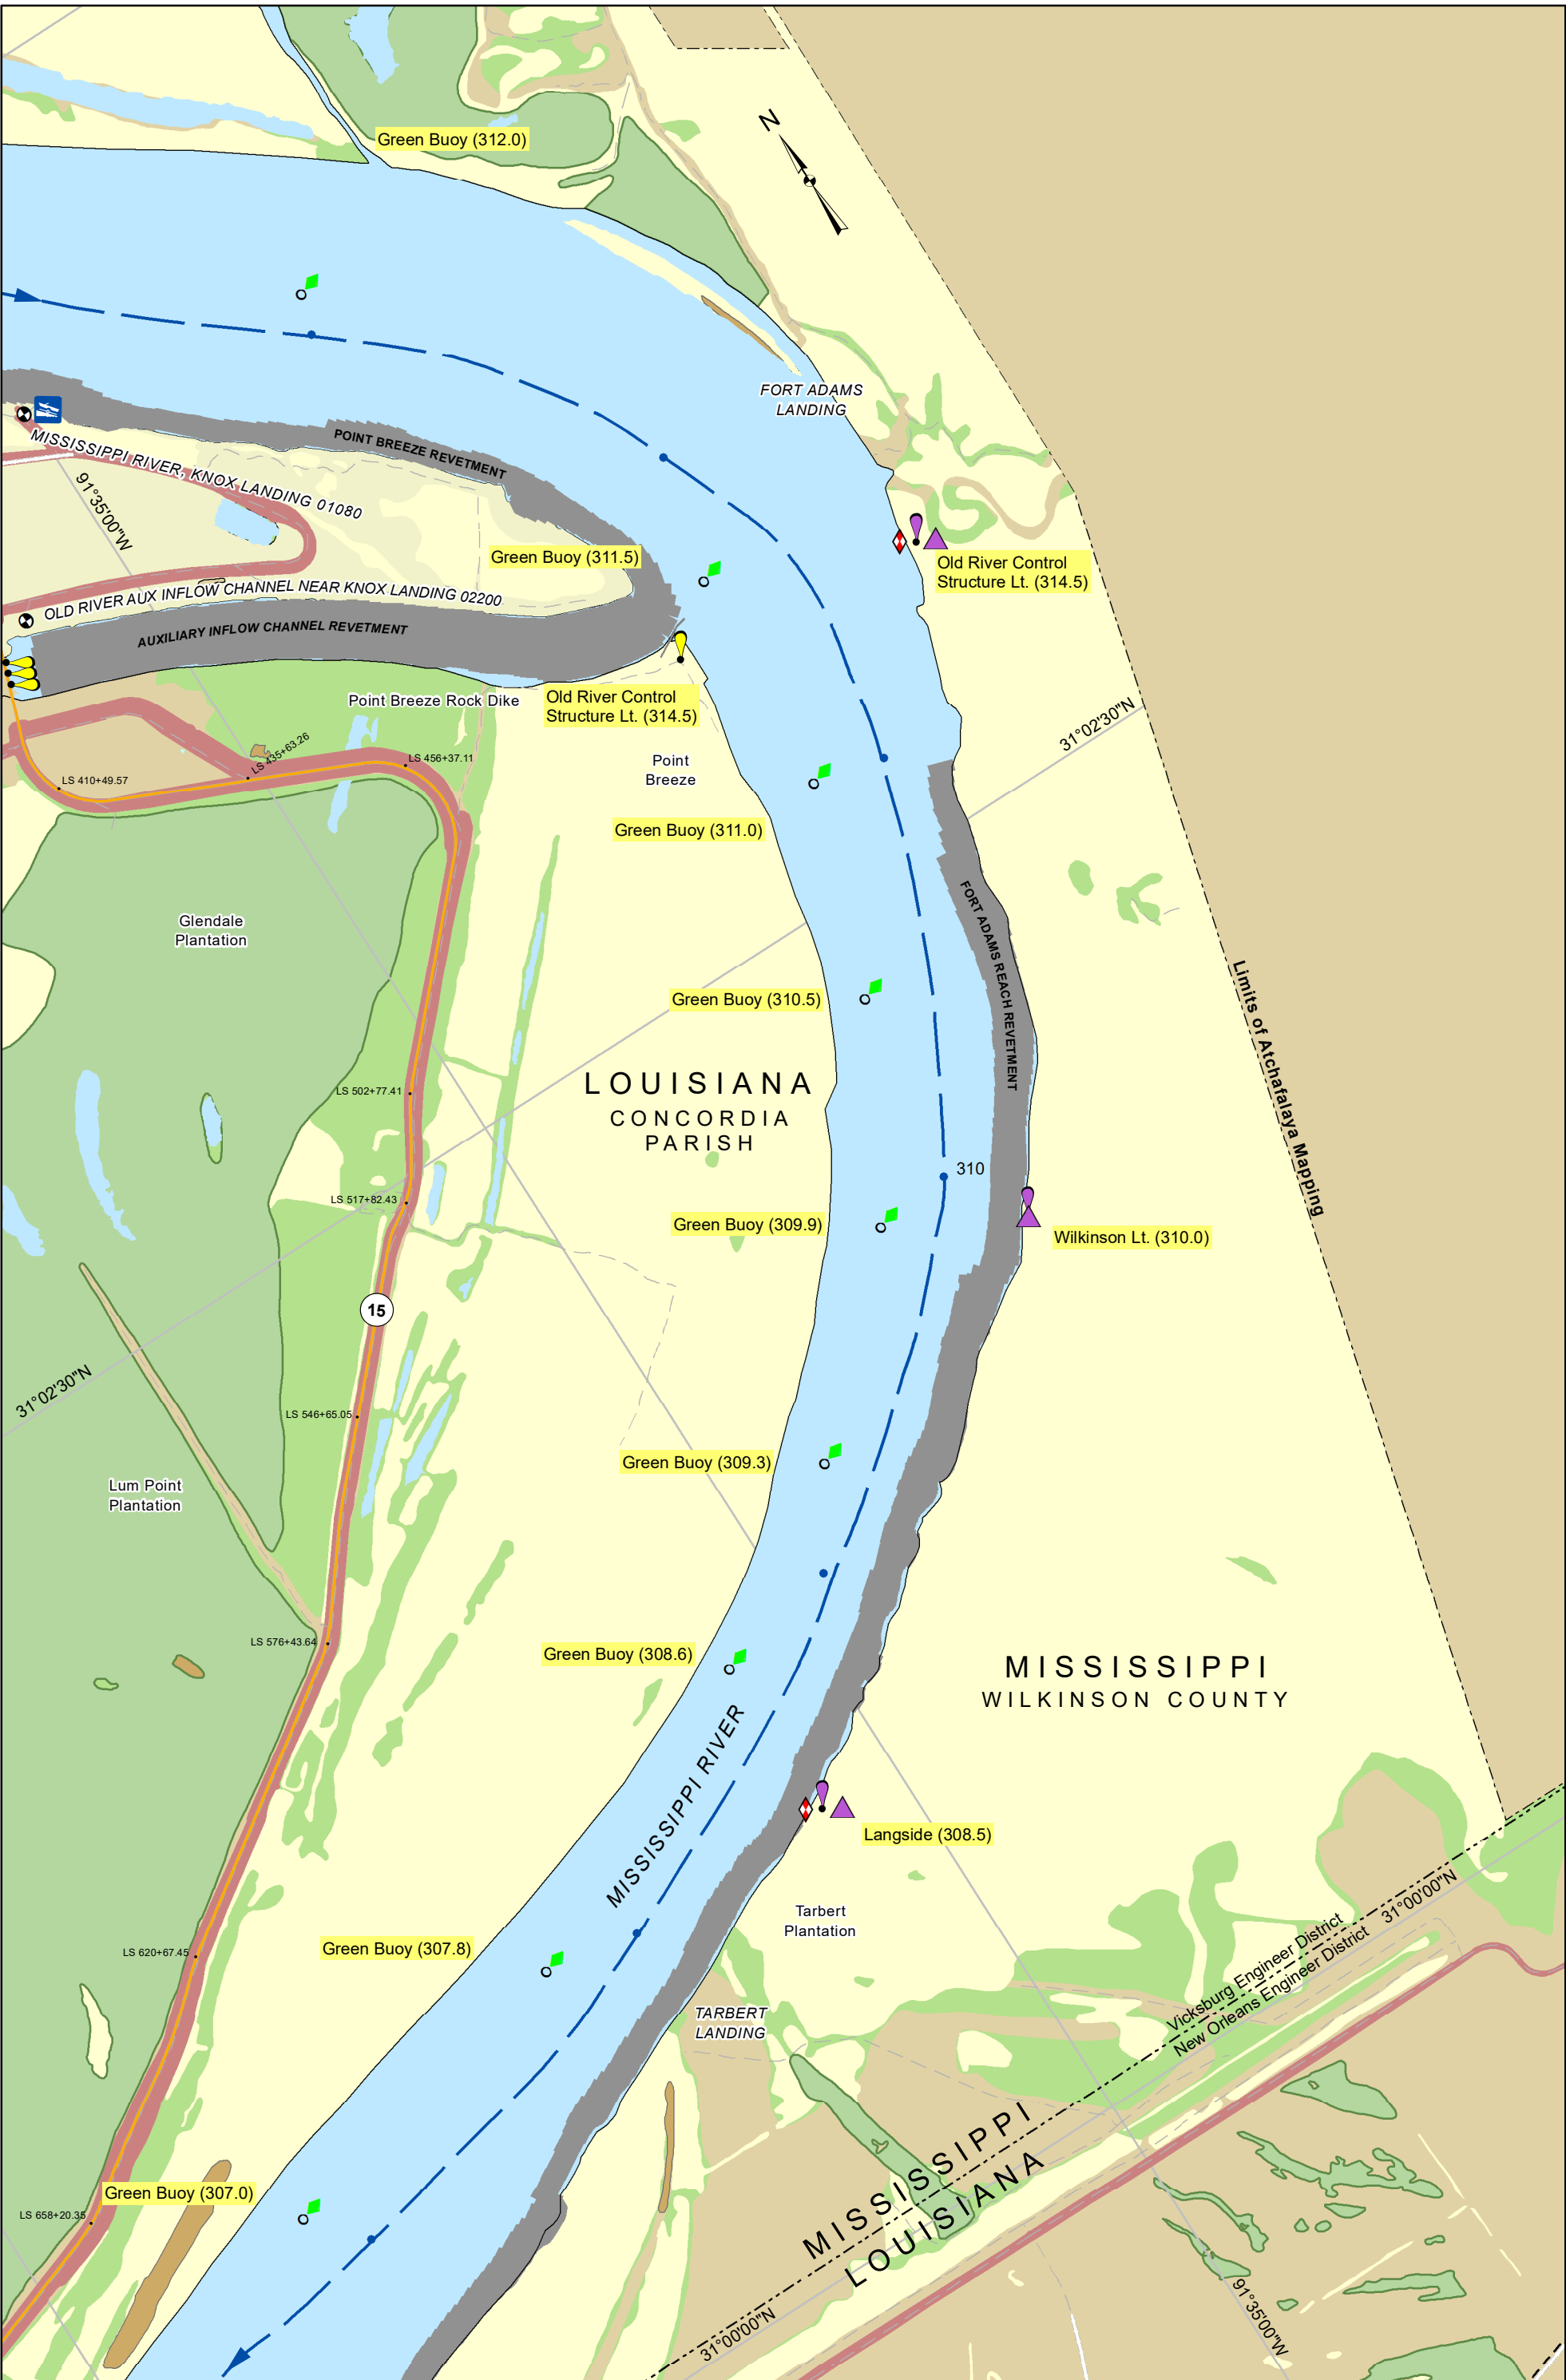 Green Buoy (312.0)
N
FORT ADAMS
LANDING
POINT BREEZE REVETMENT
MISSISSIPPI RIVER, KNOX LANDING 01080
91°35'00"W
Green Buoy (311.5)
Old River Control
Structure Lt. (314.5)
OLD RIVER AUX INFLOW CHANNEL NEAR KNOX LANDING 02200
AUXILIARY INFLOW CHANNEL REVETMENT
Point Breeze Rock Dike
Old River Control
Structure Lt. (314.5)
31°02'30"N
LS 410+49.57
LS 435+63.26
LS 456+37.11
Point
Breeze
Green Buoy (311.0)
Glendale
Plantation
FORT ADAMS REACH REVETMENT
Limits of Atchafalaya Mapping
Green Buoy (310.5)
LOUISIANA
CONCORDIA
PARISH
LS 502+77.41
310
LS 517+82.43
Green Buoy (309.9)
Wilkinson Lt. (310.0)
15
31°02'30"N
LS 546+65.05
Green Buoy (309.3)
Lum Point
Plantation
LS 576+43.64
Green Buoy (308.6)
MISSISSIPPI
WILKINSON COUNTY
MISSISSIPPI RIVER
Langside (308.5)
Tarbert
Plantation
LS 620+67.45
Green Buoy (307.8)
31°00'00"N
Vicksburg Engineer District
New Orleans Engineer District
TARBERT
LANDING
MISSISSIPPI
LOUISIANA
Green Buoy (307.0)
LS 658+20.35
31°00'00"N
91°35'00"W